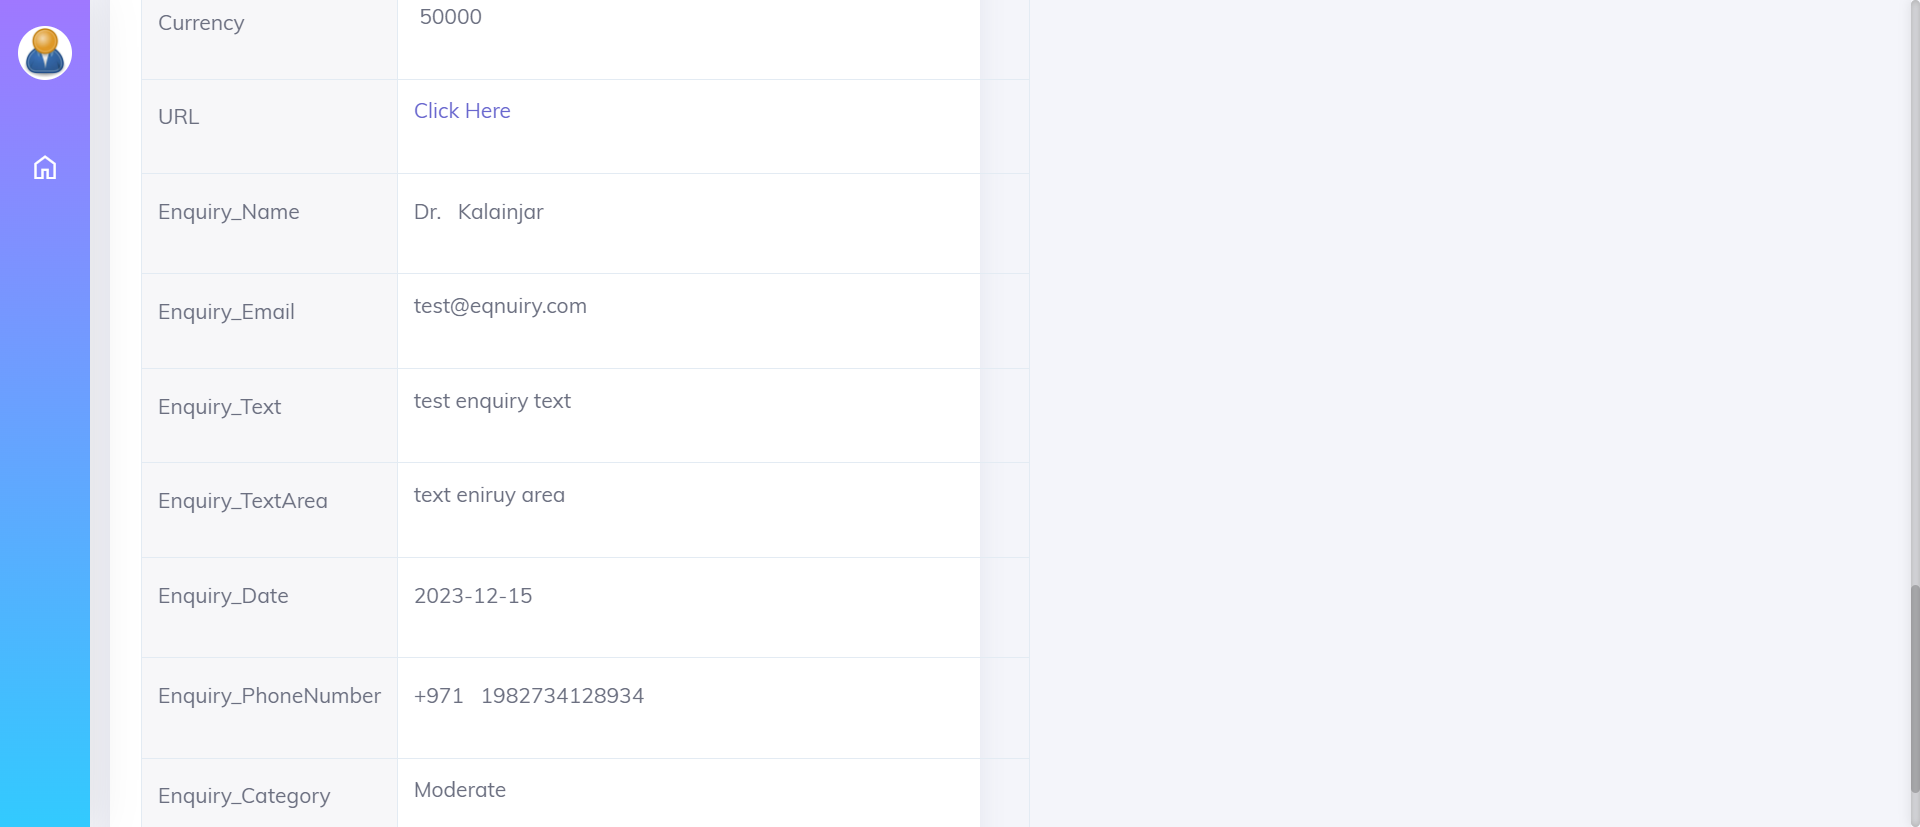 Currency 50000
URL Click Here
Enquiry_Name Dr. Kalainjar
Enquiry_Email test@eqnuiry.com
Enquiry_Text test enquiry text
Enquiry_TextArea text eniruy area
Enquiry_Date 2023-12-15
Enquiry_PhoneNumber +971 1982734128934
Enquiry_Category Moderate